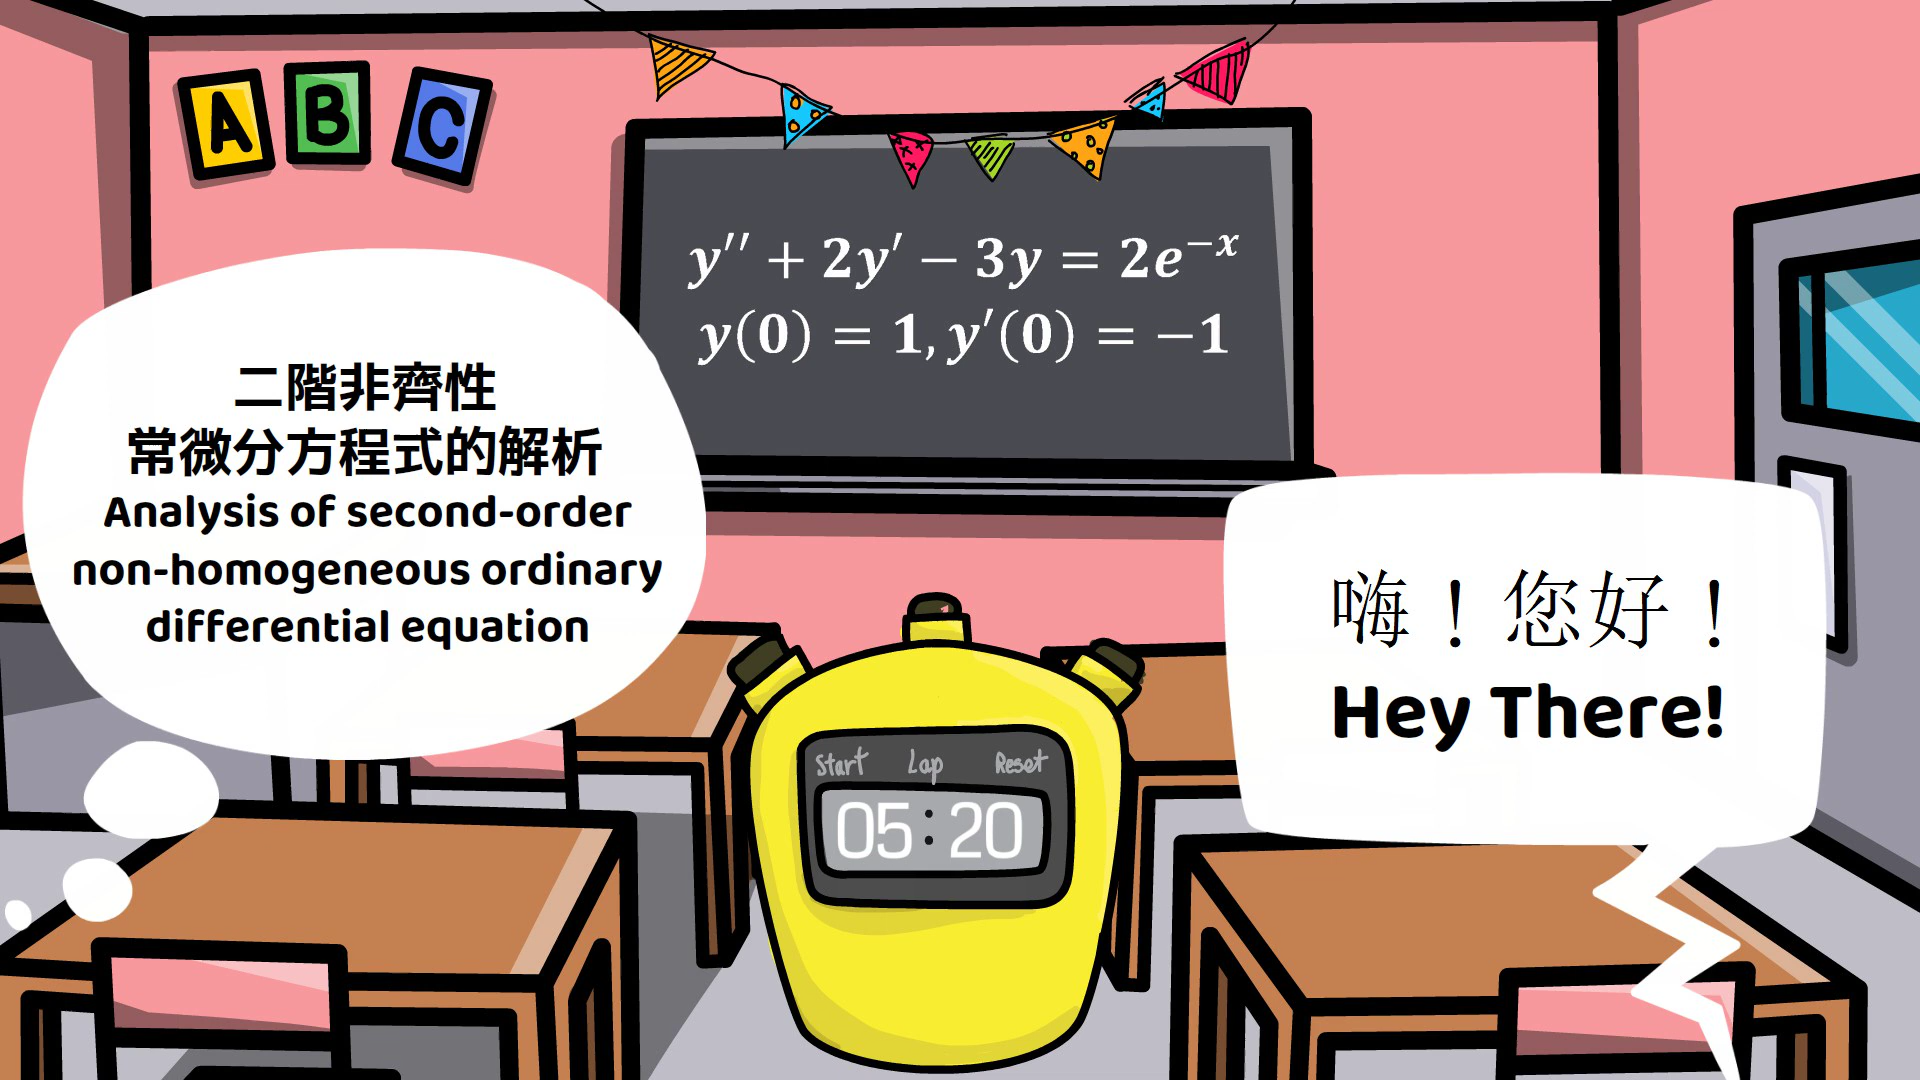 A B C
y′′ + 2y′ − 3y = 2e⁻ˣ
y(0) = 1, y′(0) = −1
二階非齊性
常微分方程式的解析
Analysis of second-order
non-homogeneous ordinary
differential equation
嗨！您好！
Hey There!
Start Lap Reset
05:20